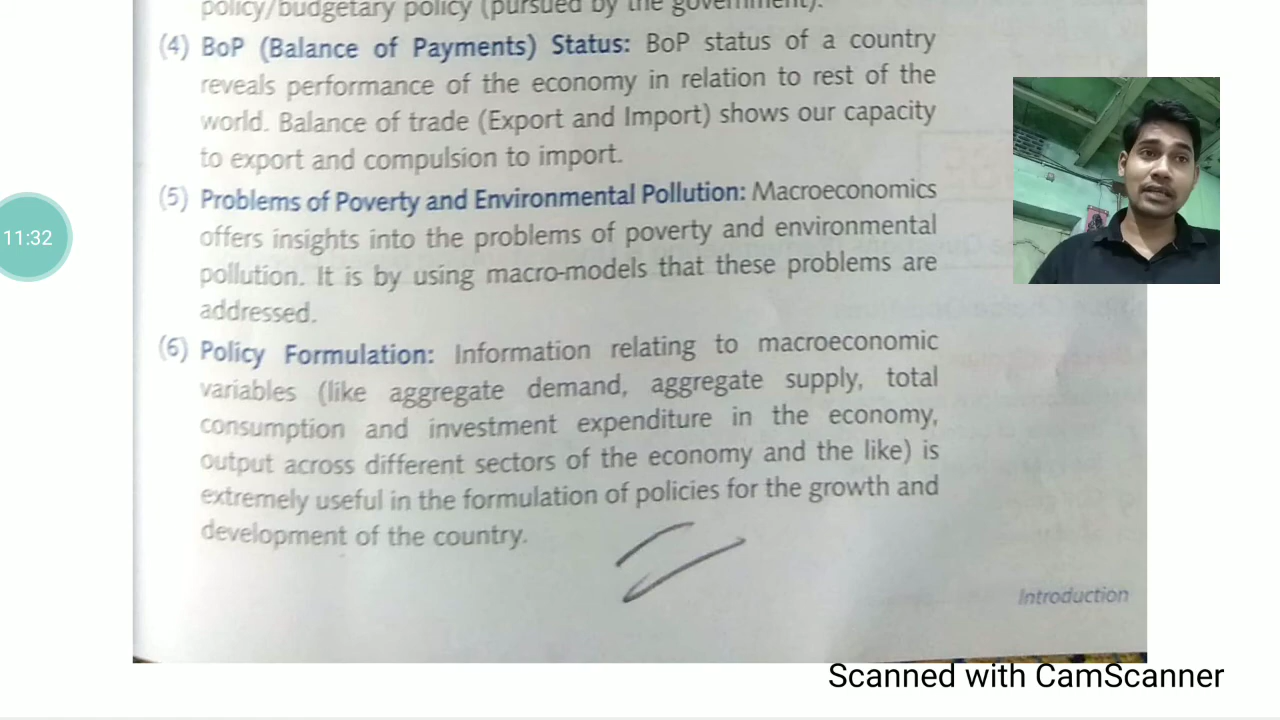 policy/budgetary policy (pursued by the government).
(4) BoP (Balance of Payments) Status: BoP status of a country
reveals performance of the economy in relation to rest of the
world. Balance of trade (Export and Import) shows our capacity
to export and compulsion to import.
(5) Problems of Poverty and Environmental Pollution: Macroeconomics
offers insights into the problems of poverty and environmental
pollution. It is by using macro-models that these problems are
addressed.
(6) Policy Formulation: Information relating to macroeconomic
variables (like aggregate demand, aggregate supply, total
consumption and investment expenditure in the economy,
output across different sectors of the economy and the like) is
extremely useful in the formulation of policies for the growth and
development of the country.
Introduction
11:32
Scanned with CamScanner